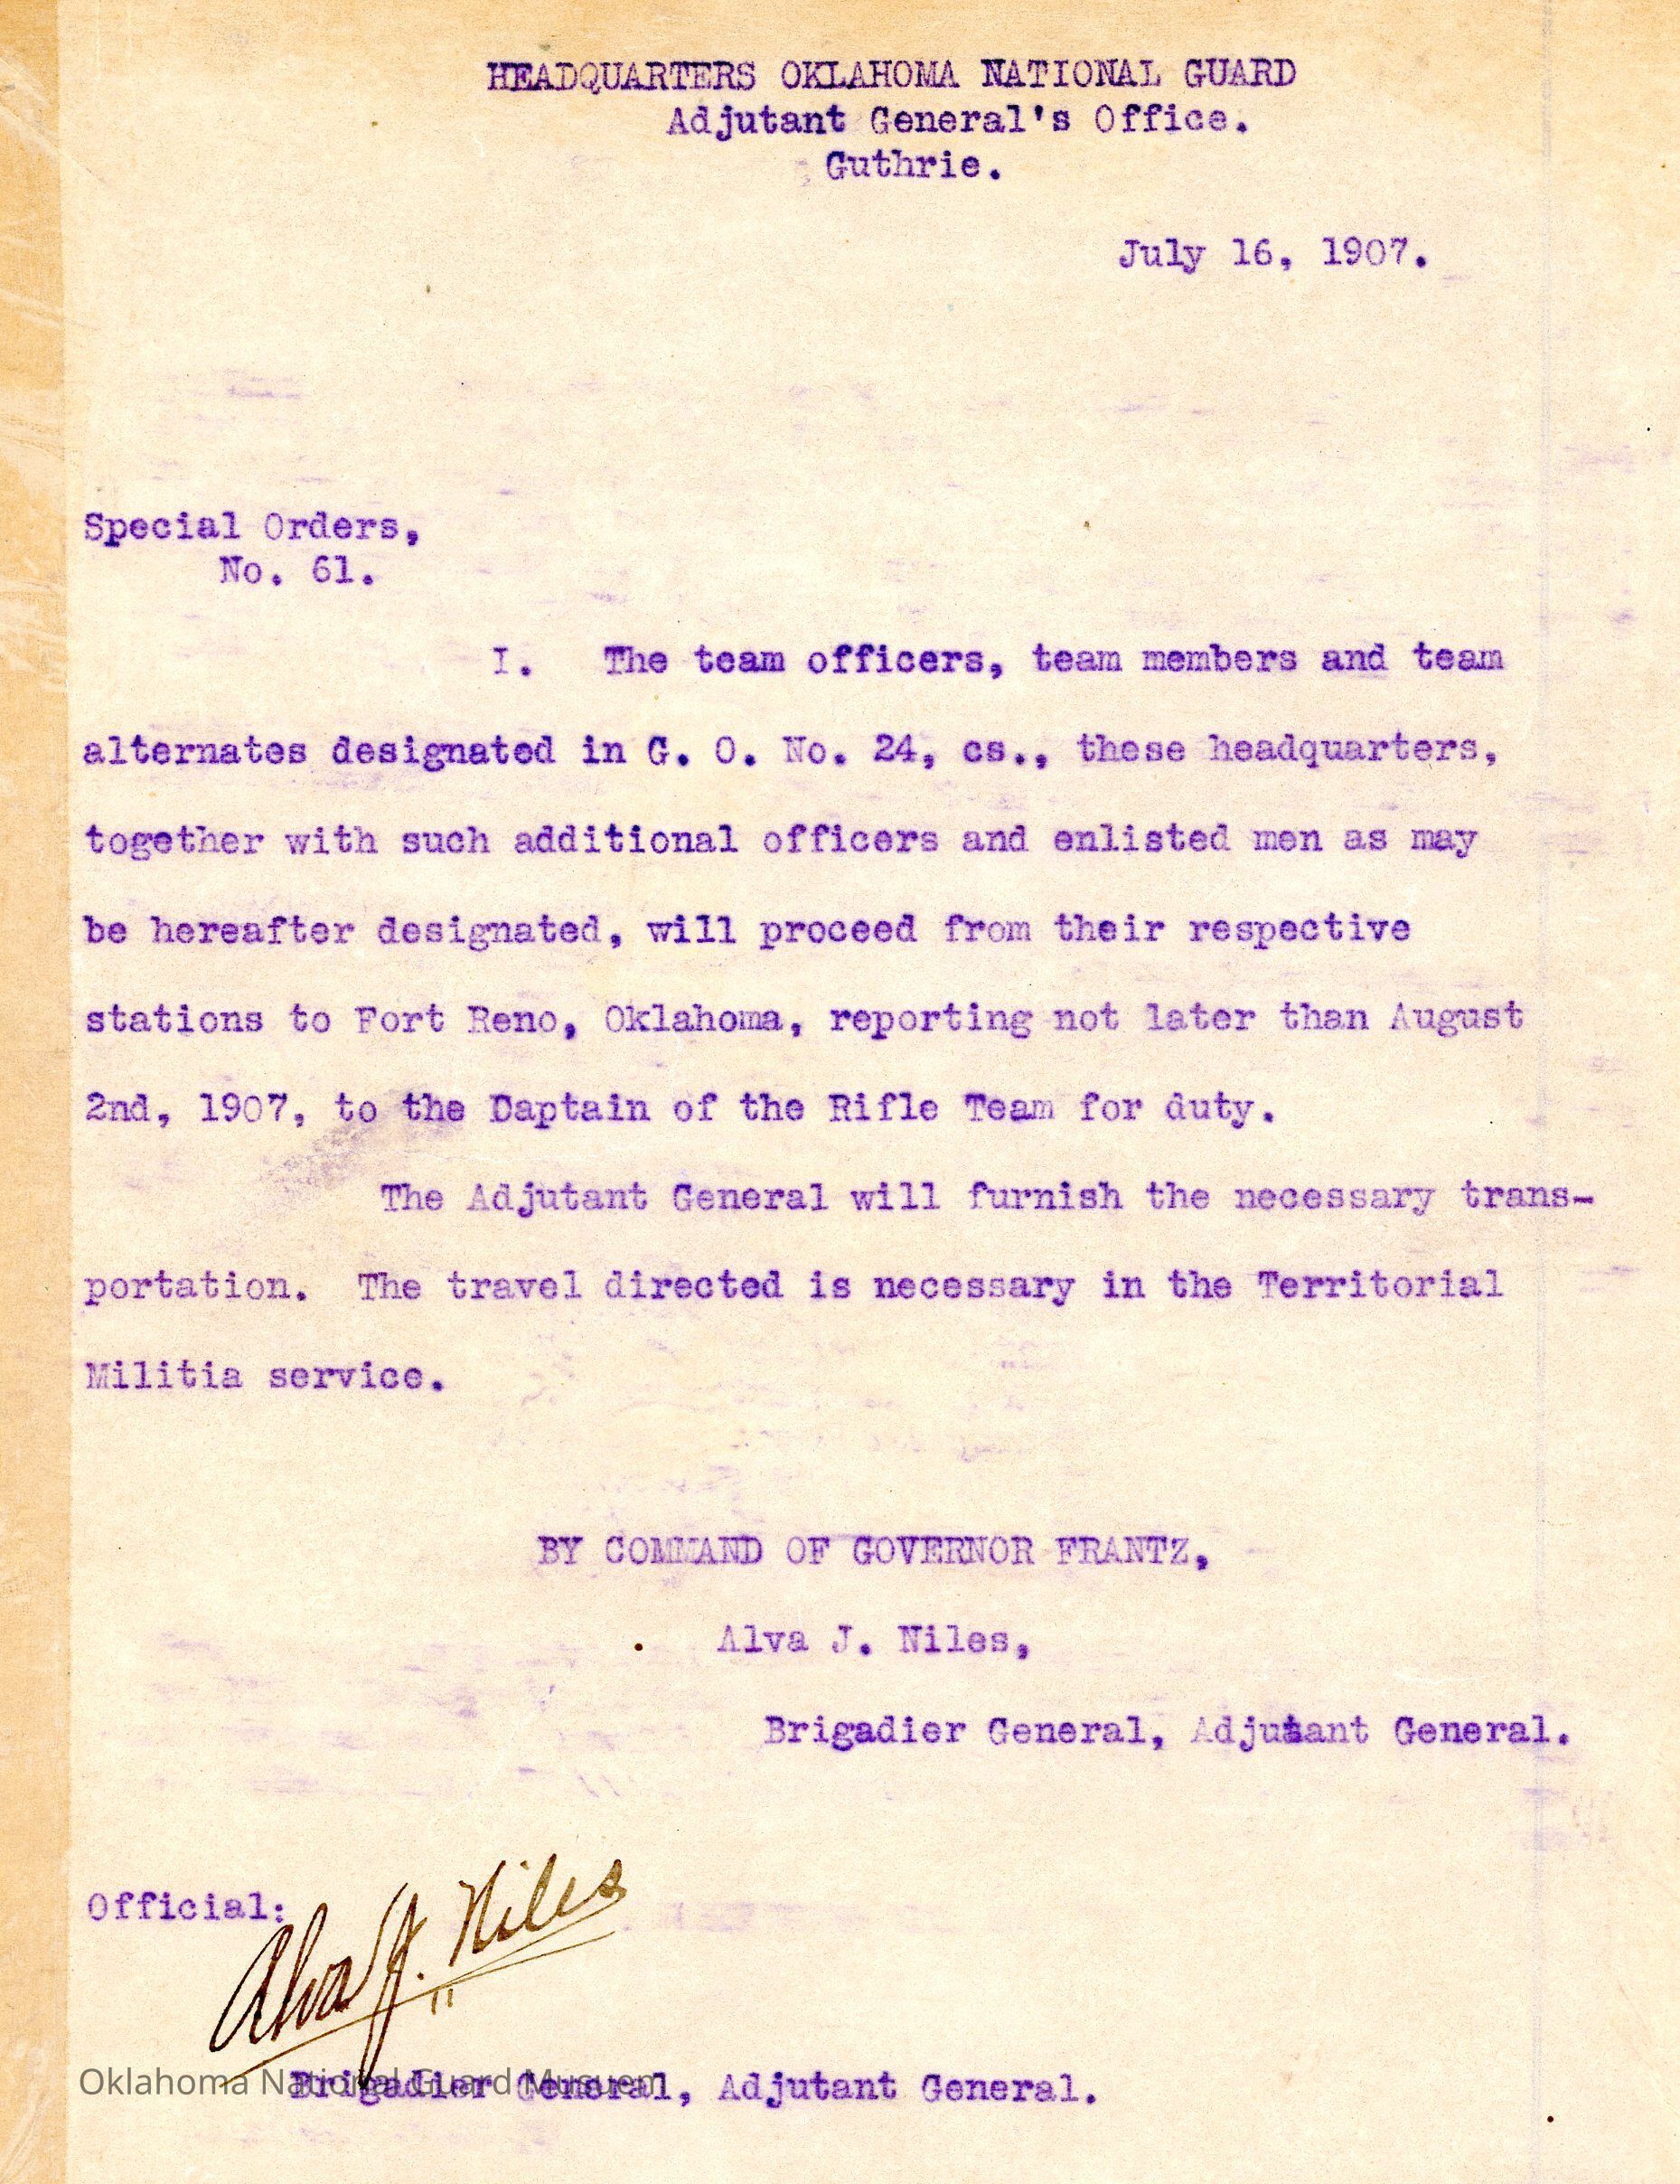 HEADQUARTERS OKLAHOMA NATIONAL GUARD
Adjutant General's Office.
Guthrie.
July 16, 1907.
Special Orders,
No. 61.
I. The team officers, team members and team
alternates designated in G. O. No. 24, cs., these headquarters,
together with such additional officers and enlisted men as may
be hereafter designated, will proceed from their respective
stations to Fort Reno, Oklahoma, reporting not later than August
2nd, 1907, to the Captain of the Rifle Team for duty.
The Adjutant General will furnish the necessary trans-
portation. The travel directed is necessary in the Territorial
Militia service.
BY COMMAND OF GOVERNOR FRANTZ,
Alva J. Niles,
Brigadier General, Adjutant General.
Official:
Alva J. Niles
Brigadier General, Adjutant General.
Oklahoma National Guard Musuem